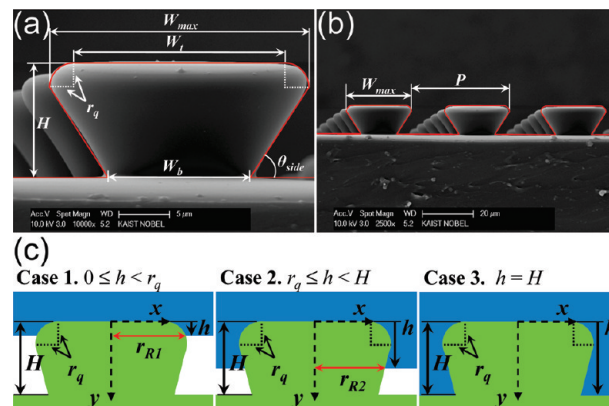 (a)
W_max
W_t
H
r_q
W_b
θ_side
Acc.V Spot Magn WD 5 μm
10.0 kV 3.0 10000x 5.2 KAIST NOBEL
(b)
W_max
P
Acc.V Spot Magn WD 20 μm
10.0 kV 3.0 2500x 5.2 KAIST NOBEL
(c)
Case 1. 0 ≤ h < r_q
x
h
H
r_q
r_R1
y
Case 2. r_q ≤ h < H
x
h
H
r_q
r_R2
y
Case 3. h = H
x
h
H
r_q
y